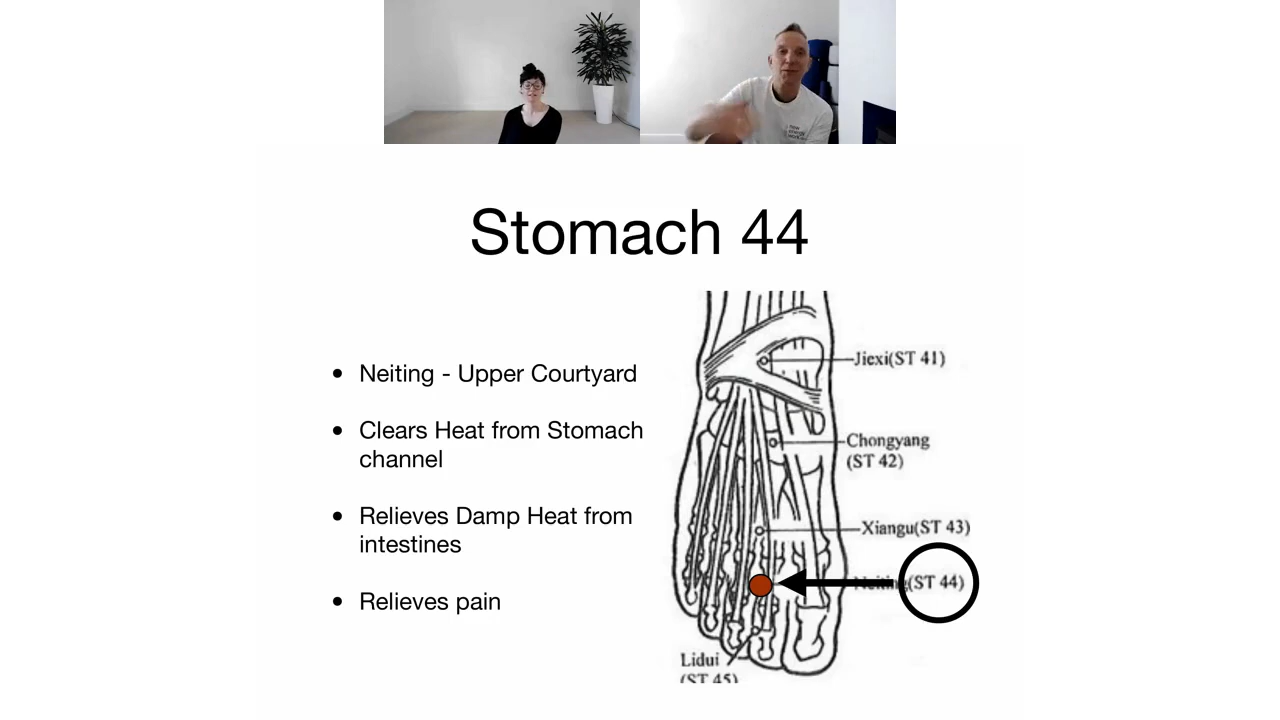 Stomach 44
• Neiting - Upper Courtyard
• Clears Heat from Stomach
channel
• Relieves Damp Heat from
intestines
• Relieves pain
Jiexi(ST 41)
Chongyang
(ST 42)
Xiangu(ST 43)
Neiting(ST 44)
Lidui
(ST 45)